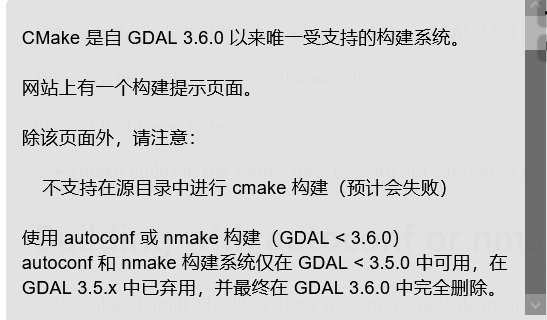 CMake 是自 GDAL 3.6.0 以来唯一受支持的构建系统。
网站上有一个构建提示页面。
除该页面外，请注意：
不支持在源目录中进行 cmake 构建（预计会失败）
使用 autoconf 或 nmake 构建（GDAL < 3.6.0）
autoconf 和 nmake 构建系统仅在 GDAL < 3.5.0 中可用，在
GDAL 3.5.x 中已弃用，并最终在 GDAL 3.6.0 中完全删除。